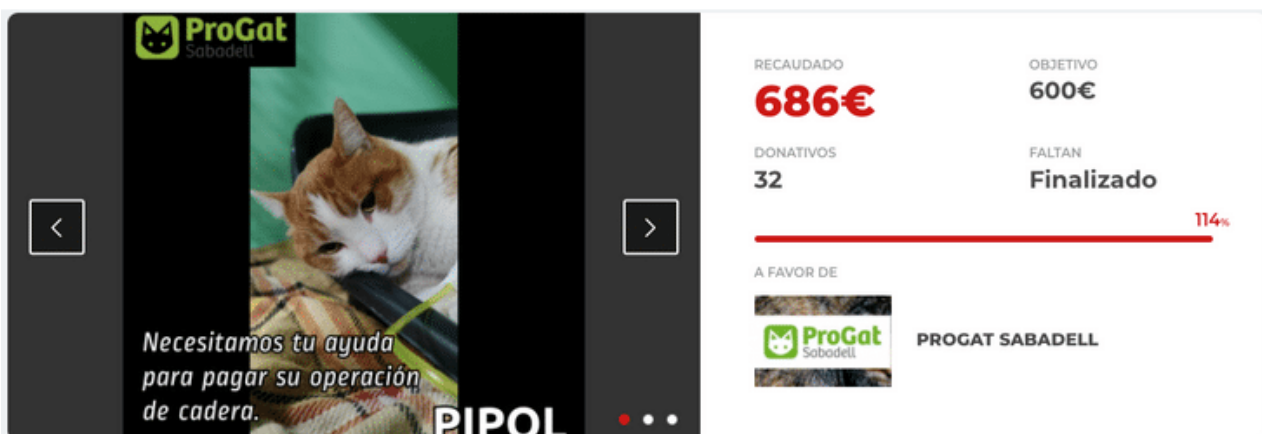 ProGat
Sabadell
Necesitamos tu ayuda
para pagar su operación
de cadera.
PIPOL
RECAUDADO
686€
OBJETIVO
600€
DONATIVOS
32
FALTAN
Finalizado
114%
A FAVOR DE
ProGat
Sabadell
PROGAT SABADELL